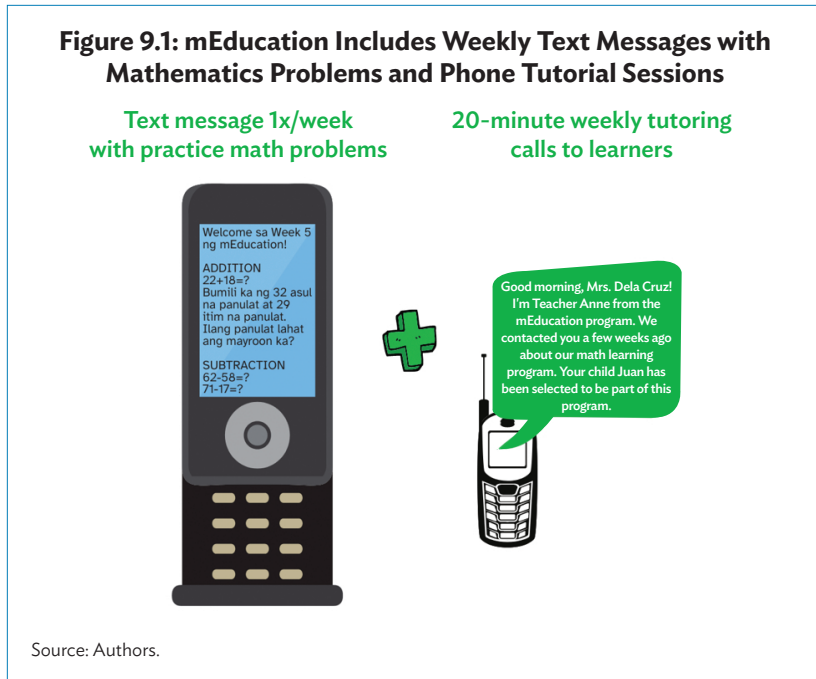 Figure 9.1: mEducation Includes Weekly Text Messages with
Mathematics Problems and Phone Tutorial Sessions
Text message 1x/week
with practice math problems
20-minute weekly tutoring
calls to learners
Welcome sa Week 5
ng mEducation!
ADDITION
22+18=?
Bumili ka ng 32 asul
na panulat at 29
itim na panulat.
Ilang panulat lahat
ang mayroon ka?
SUBTRACTION
62-58=?
71-17=?
Good morning, Mrs. Dela Cruz!
I'm Teacher Anne from the
mEducation program. We
contacted you a few weeks ago
about our math learning
program. Your child Juan has
been selected to be part of this
program.
Source: Authors.